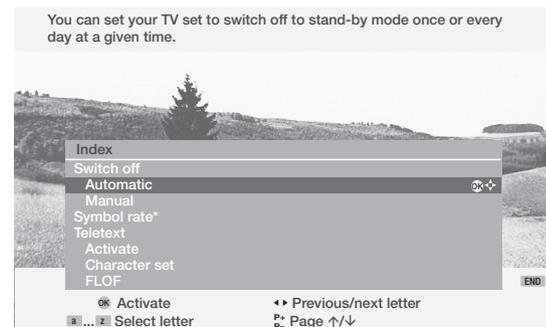 You can set your TV set to switch off to stand-by mode once or every
day at a given time.
Index
Switch off
Automatic OK
Manual
Symbol rate*
Teletext
Activate
Character set
FLOF
END
OK Activate
Previous/next letter
a ... z Select letter
P+ P– Page ↑/↓